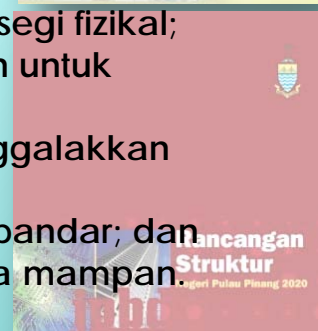 segi fizikal;
untuk
ggalakkan
bandar; dan
a mampan.
Rancangan
Struktur
Negeri Pulau Pinang 2020